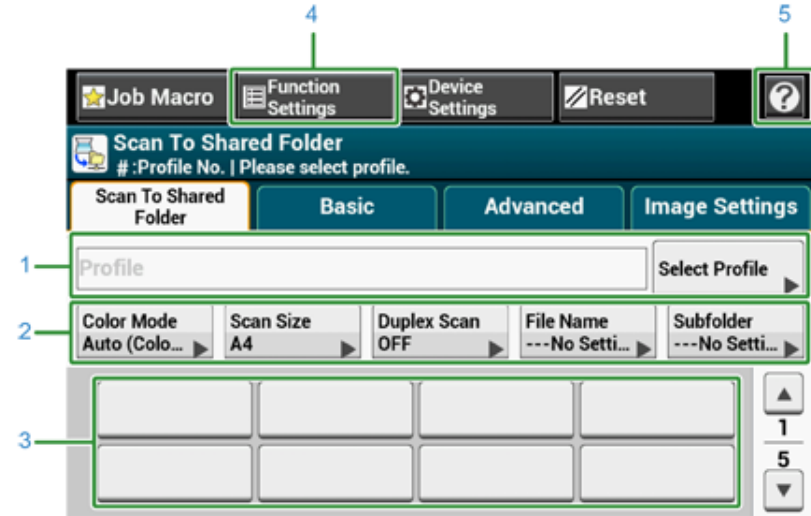 4
5
Job Macro
Function
Settings
Device
Settings
Reset
?
Scan To Shared Folder
# :Profile No. | Please select profile.
Scan To Shared
Folder
Basic
Advanced
Image Settings
1
Profile
Select Profile
2
Color Mode
Auto (Colo...
Scan Size
A4
Duplex Scan
OFF
File Name
---No Setti...
Subfolder
---No Setti...
3
1
5